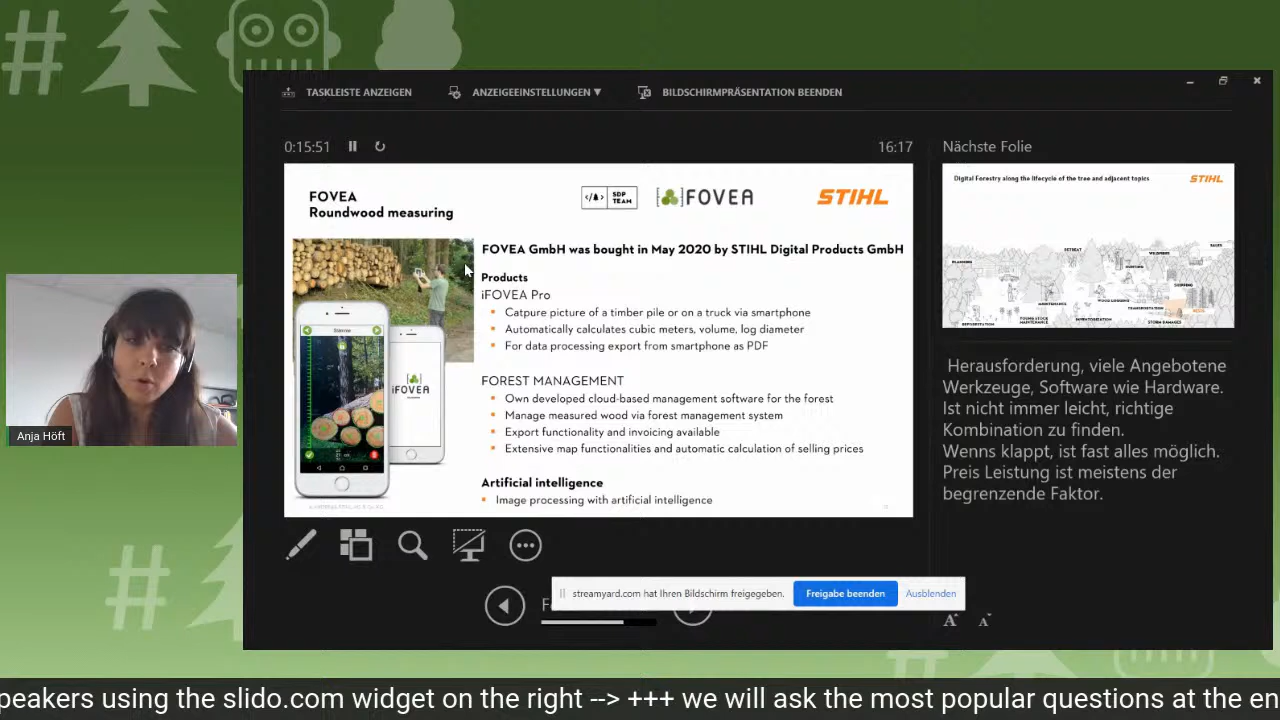 TASKLEISTE ANZEIGEN
ANZEIGEEINSTELLUNGEN ▼
BILDSCHIRMPRÄSENTATION BEENDEN
0:15:51
16:17
Nächste Folie
FOVEA
Roundwood measuring
SDP
TEAM
FOVEA
STIHL
FOVEA GmbH was bought in May 2020 by STIHL Digital Products GmbH
Products
iFOVEA Pro
Catpure picture of a timber pile or on a truck via smartphone
Automatically calculates cubic meters, volume, log diameter
For data processing export from smartphone as PDF
FOREST MANAGEMENT
Own developed cloud-based management software for the forest
Manage measured wood via forest management system
Export functionality and invoicing available
Extensive map functionalities and automatic calculation of selling prices
Artificial intelligence
Image processing with artificial intelligence
iFOVEA
Digital Forestry along the lifecycle of the tree and adjacent topics
STIHL
Herausforderung, viele Angebotene
Werkzeuge, Software wie Hardware.
Ist nicht immer leicht, richtige
Kombination zu finden.
Wenns klappt, ist fast alles möglich.
Preis Leistung ist meistens der
begrenzende Faktor.
Anja Höft
streamyard.com hat Ihren Bildschirm freigegeben.
Freigabe beenden
Ausblenden
peakers using the slido.com widget on the right --> +++ we will ask the most popular questions at the en